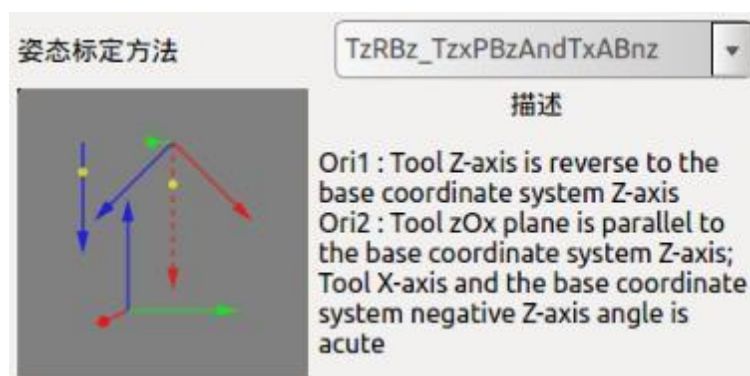 姿态标定方法
TzRBz_TzxPBzAndTxABnz
描述
Ori1 : Tool Z-axis is reverse to the
base coordinate system Z-axis
Ori2 : Tool zOx plane is parallel to
the base coordinate system Z-axis;
Tool X-axis and the base coordinate
system negative Z-axis angle is
acute